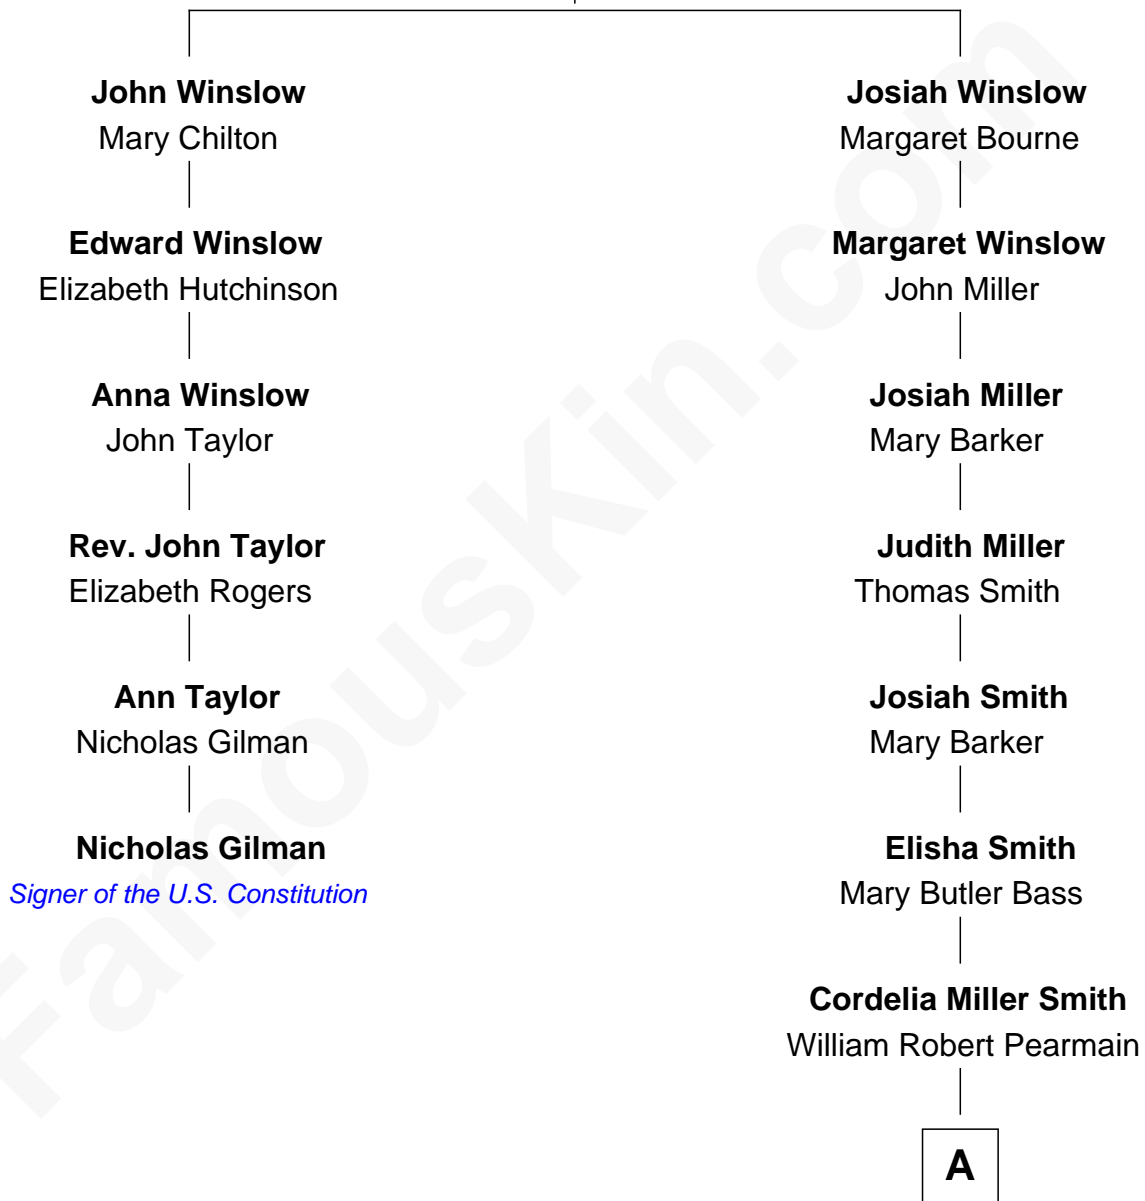 John Winslow
Mary Chilton
Edward Winslow
Elizabeth Hutchinson
Anna Winslow
John Taylor
Rev. John Taylor
Elizabeth Rogers
Ann Taylor
Nicholas Gilman
Nicholas Gilman
Signer of the U.S. Constitution
Josiah Winslow
Margaret Bourne
Margaret Winslow
John Miller
Josiah Miller
Mary Barker
Judith Miller
Thomas Smith
Josiah Smith
Mary Barker
Elisha Smith
Mary Butler Bass
Cordelia Miller Smith
William Robert Pearmain
A
FamousKin.com